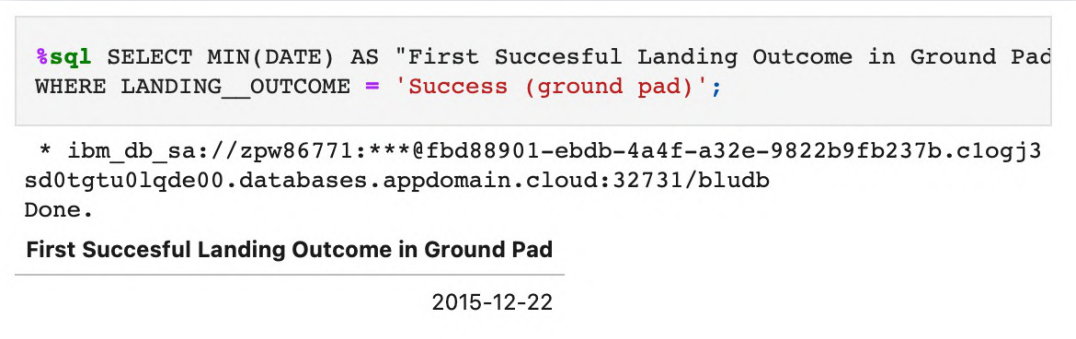 %sql SELECT MIN(DATE) AS "First Succesful Landing Outcome in Ground Pad
WHERE LANDING__OUTCOME = 'Success (ground pad)';
* ibm_db_sa://zpw86771:***@fbd88901-ebdb-4a4f-a32e-9822b9fb237b.c1ogj3
sd0tgtu0lqde00.databases.appdomain.cloud:32731/bludb
Done.
First Succesful Landing Outcome in Ground Pad
2015-12-22